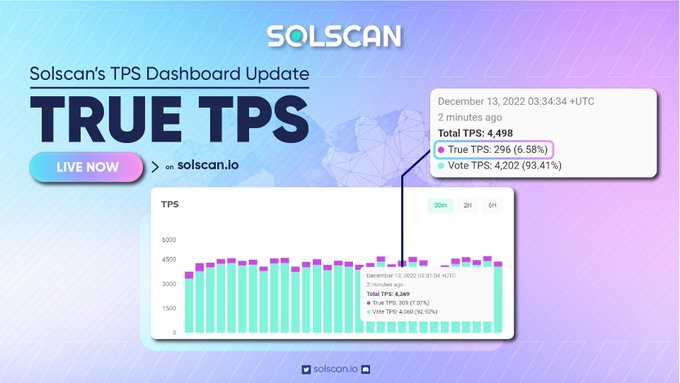 SOLSCAN
Solscan's TPS Dashboard Update
TRUE TPS
LIVE NOW
on solscan.io
December 13, 2022 03:34:34 +UTC
2 minutes ago
Total TPS: 4,498
True TPS: 296 (6.58%)
Vote TPS: 4,202 (93.41%)
TPS
30m 2H 6H
6000
4500
3000
1500
0
December 13, 2022 03:31:04 +UTC
2 minutes ago
Total TPS: 4,369
True TPS: 309 (7.07%)
Vote TPS: 4,060 (92.92%)
solscan.io